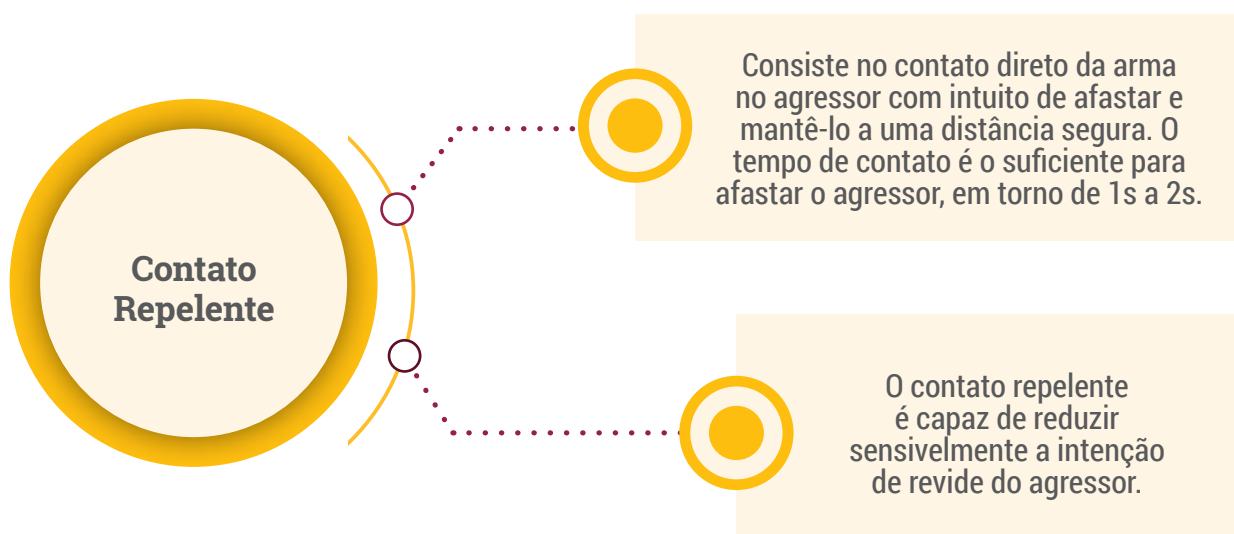 Contato
Repelente
Consiste no contato direto da arma
no agressor com intuito de afastar e
mantê-lo a uma distância segura. O
tempo de contato é o suficiente para
afastar o agressor, em torno de 1s a 2s.
O contato repelente
é capaz de reduzir
sensivelmente a intenção
de revide do agressor.